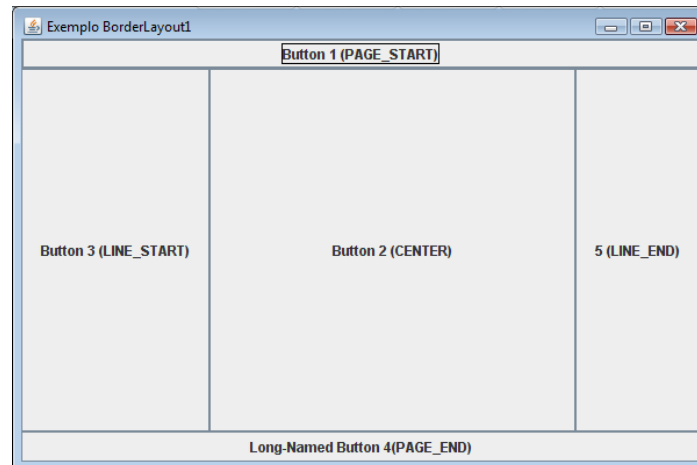 Exemplo BorderLayout1
Button 1 (PAGE_START)
Button 3 (LINE_START)
Button 2 (CENTER)
5 (LINE_END)
Long-Named Button 4(PAGE_END)